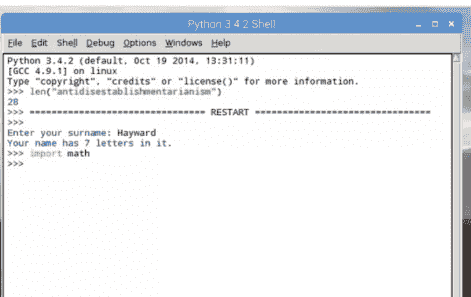 Python 3.4.2 Shell
File Edit Shell Debug Options Windows Help
Python 3.4.2 (default, Oct 19 2014, 13:31:11)
[GCC 4.9.1] on linux
Type "copyright", "credits" or "license()" for more information.
>>> len("antidisestablishmentarianism")
28
>>> ================================ RESTART ================================
>>>
Enter your surname: Hayward
Your name has 7 letters in it.
>>> import math
>>>